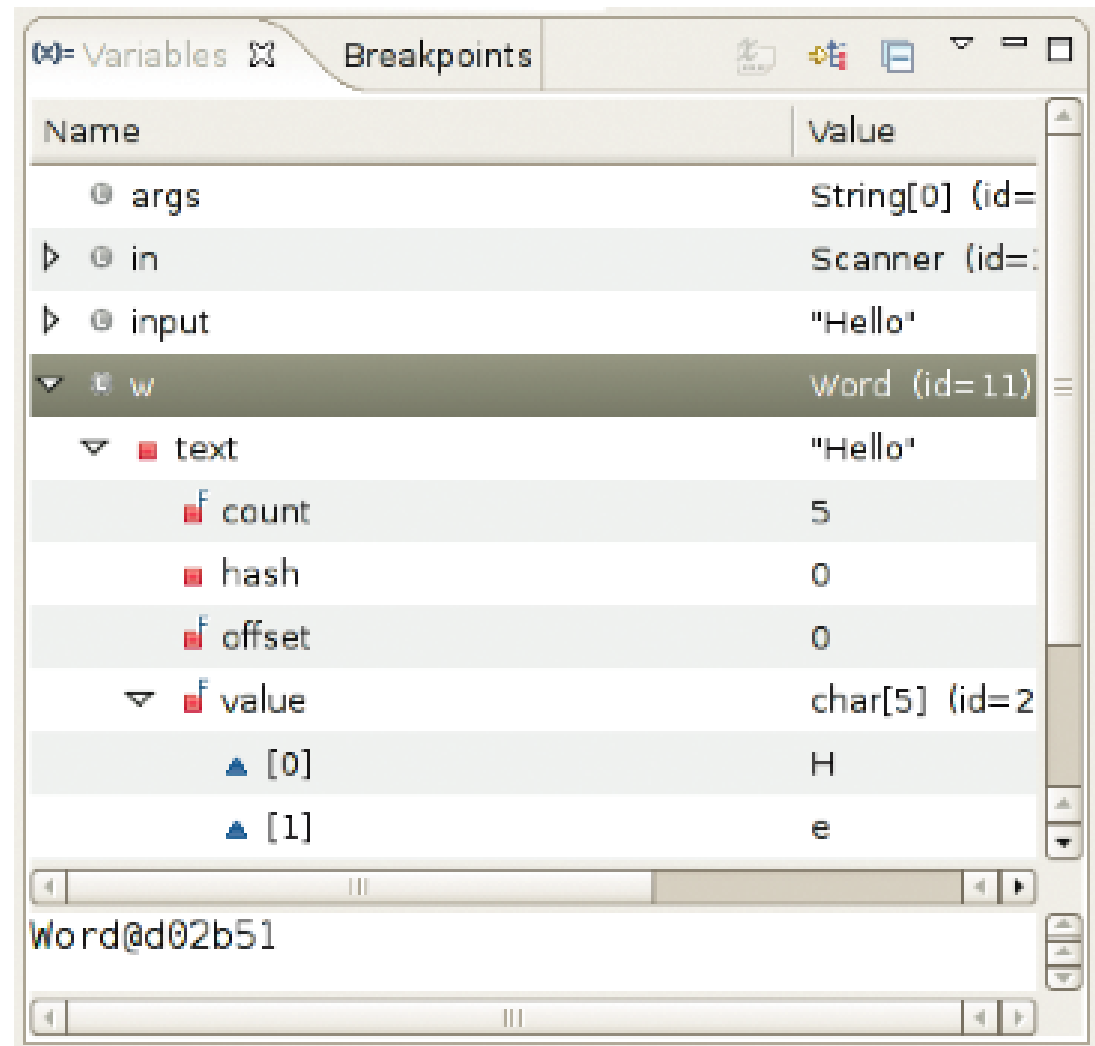 (x)= Variables Breakpoints
Name Value
args String[0] (id=
in Scanner (id=
input "Hello"
w Word (id=11)
text "Hello"
count 5
hash 0
offset 0
value char[5] (id=2
[0] H
[1] e
Word@d02b51